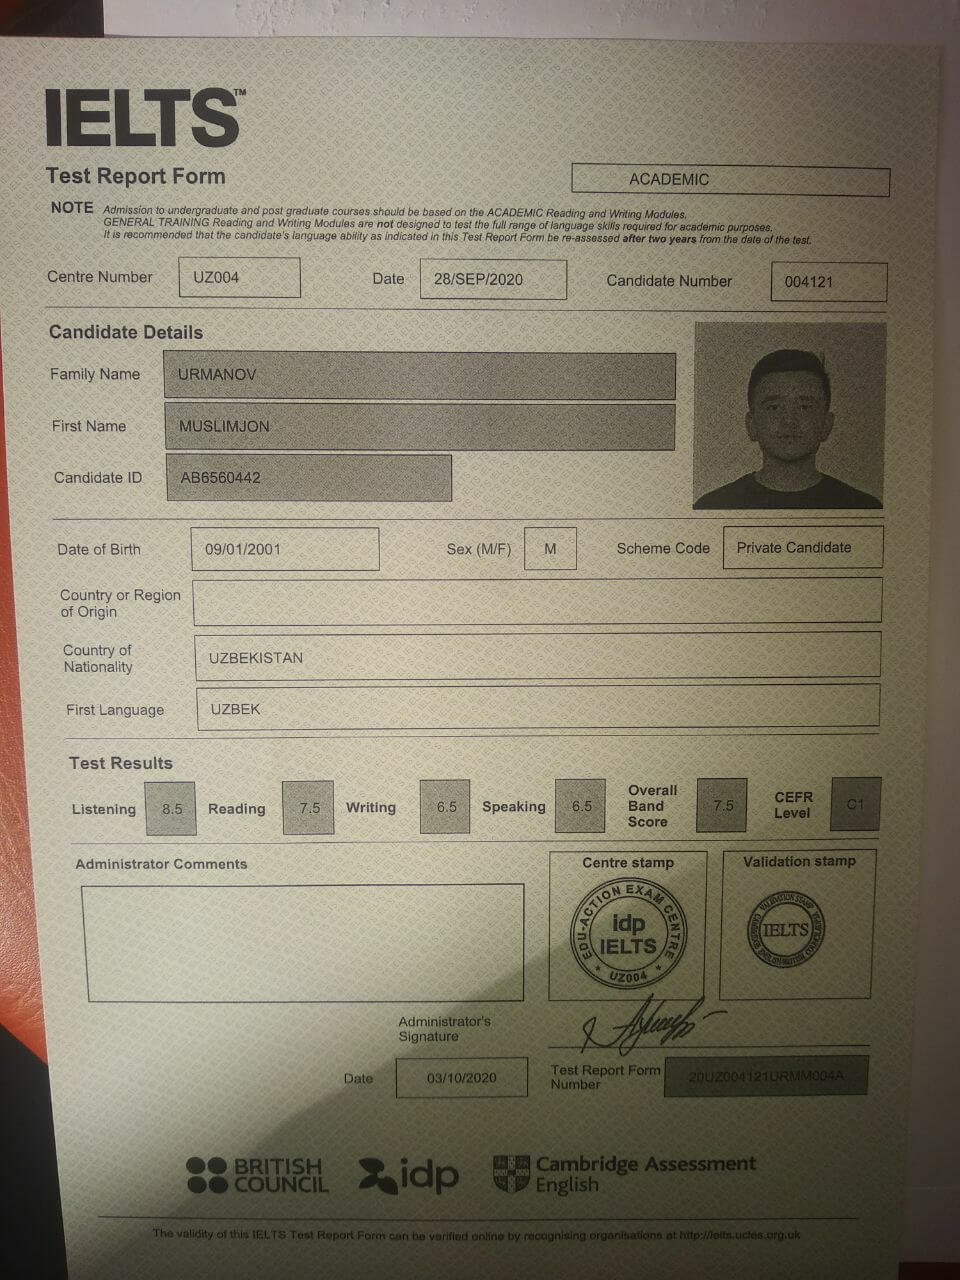 IELTS™
Test Report Form
ACADEMIC
NOTE Admission to undergraduate and post graduate courses should be based on the ACADEMIC Reading and Writing Modules.
GENERAL TRAINING Reading and Writing Modules are not designed to test the full range of language skills required for academic purposes.
It is recommended that the candidate's language ability as indicated in this Test Report Form be re-assessed after two years from the date of the test.
Centre Number UZ004 Date 28/SEP/2020 Candidate Number 004121
Candidate Details
Family Name URMANOV
First Name MUSLIMJON
Candidate ID AB6560442
Date of Birth 09/01/2001 Sex (M/F) M Scheme Code Private Candidate
Country or Region
of Origin
Country of
Nationality UZBEKISTAN
First Language UZBEK
Test Results
Listening 8.5 Reading 7.5 Writing 6.5 Speaking 6.5 Overall Band Score 7.5 CEFR Level C1
Administrator Comments
Centre stamp
Validation stamp
EDU-ACTION EXAM CENTRE
idp
IELTS
UZ004
VALIDATION STAMP
IELTS
Administrator's
Signature
Date 03/10/2020
Test Report Form
Number 20UZ004121URMM004A
BRITISH
COUNCIL
idp
Cambridge Assessment
English
The validity of this IELTS Test Report Form can be verified online by recognising organisations at http://ielts.ucles.org.uk